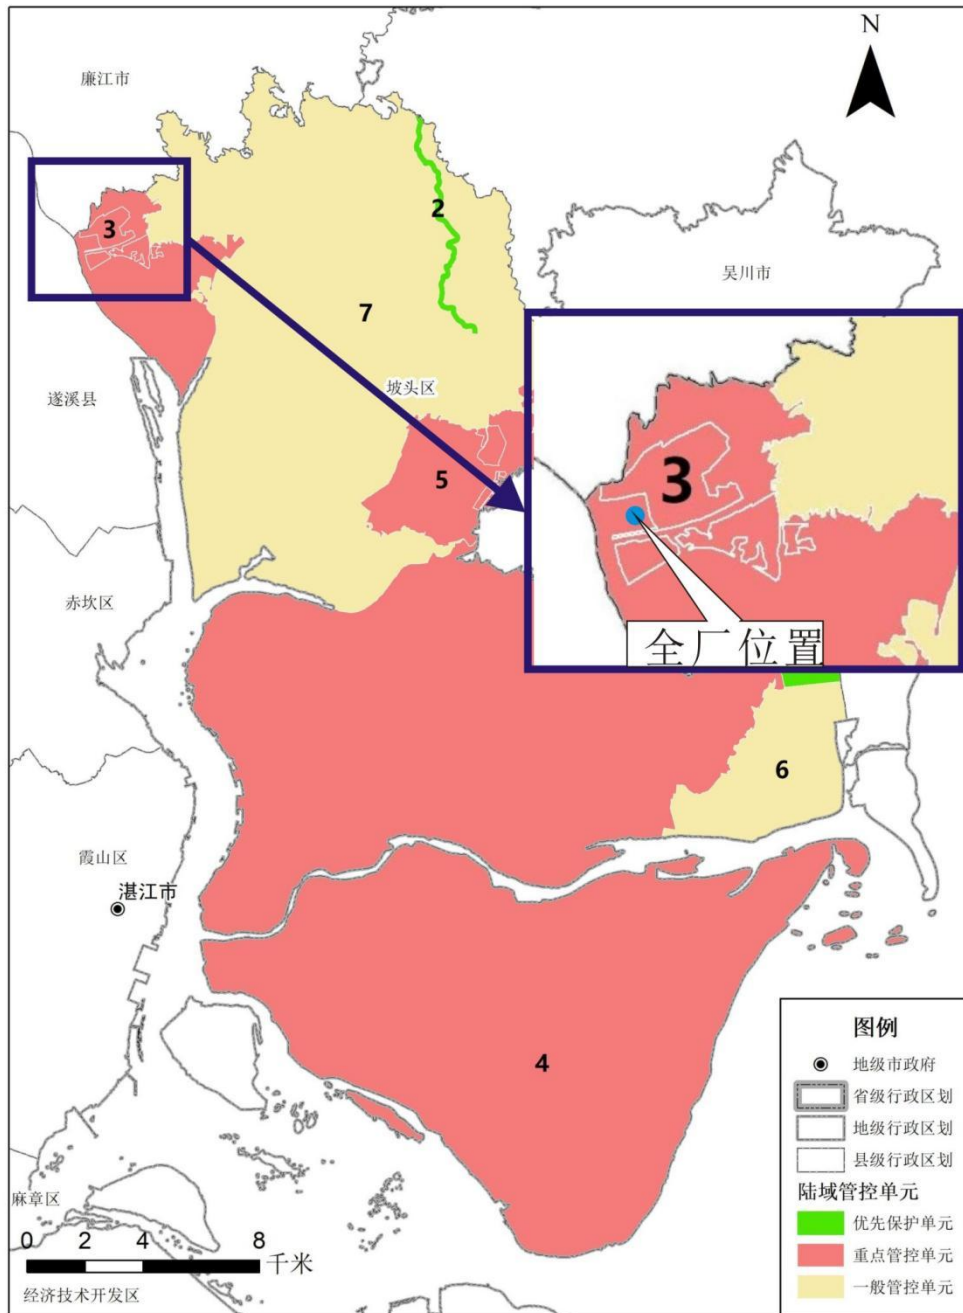 N
廉江市
2
3
吴川市
7
坡头区
遂溪县
5
3
赤坎区
全厂位置
6
霞山区
湛江市
4
图例
地级市政府
省级行政区划
地级行政区划
县级行政区划
陆域管控单元
优先保护单元
重点管控单元
一般管控单元
麻章区
0 2 4 8
千米
经济技术开发区